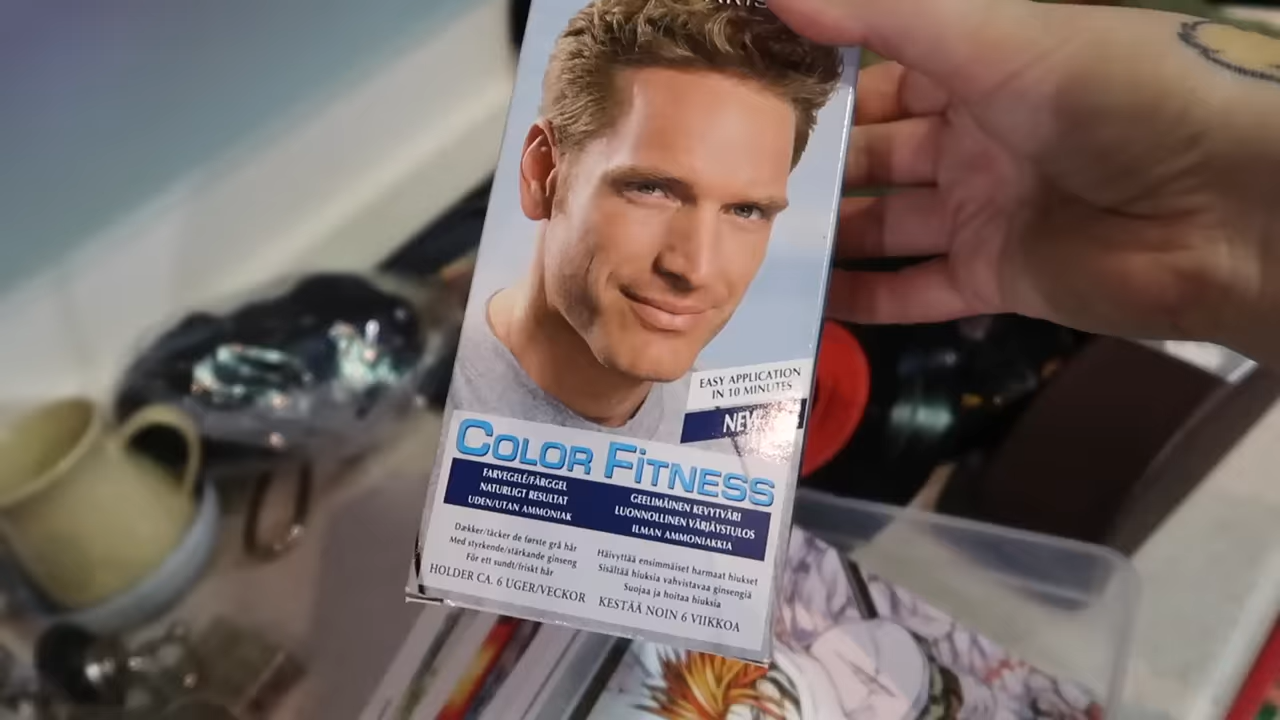 EASY APPLICATION
IN 10 MINUTES
NEW
COLOR FITNESS
FARVEGELÉ/FÄRGGEL
NATURLIGT RESULTAT
UDEN/UTAN AMMONIAK
GEELIMÄINEN KEVYTVÄRI
LUONNOLLINEN VÄRJÄYSTULOS
ILMAN AMMONIAKKIA
Dækker/täcker de første grå hår
Med styrkende/stärkande ginseng
För ett sundt/friskt hår
HOLDER CA. 6 UGER/VECKOR
Häivyttää ensimmäiset harmaat hiukset
Sisältää hiuksia vahvistavaa ginsengiä
Suojaa ja hoitaa hiuksia
KESTÄÄ NOIN 6 VIIKKOA